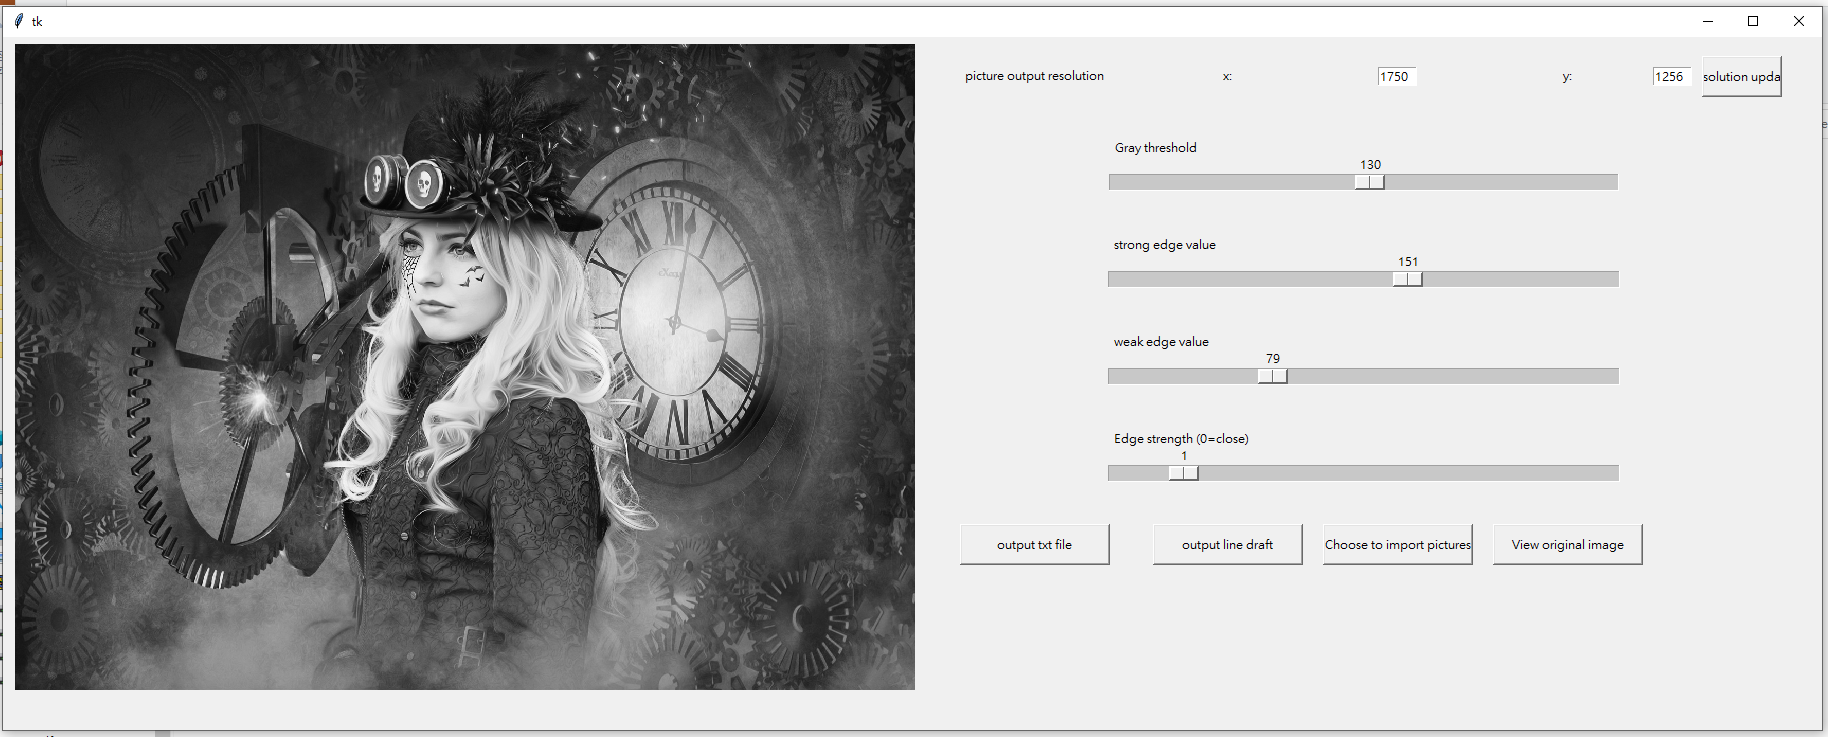 tk
picture output resolution x: 1750 y: 1256 solution upda
Gray threshold
130
strong edge value
151
weak edge value
79
Edge strength (0=close)
1
output txt file output line draft Choose to import pictures View original image